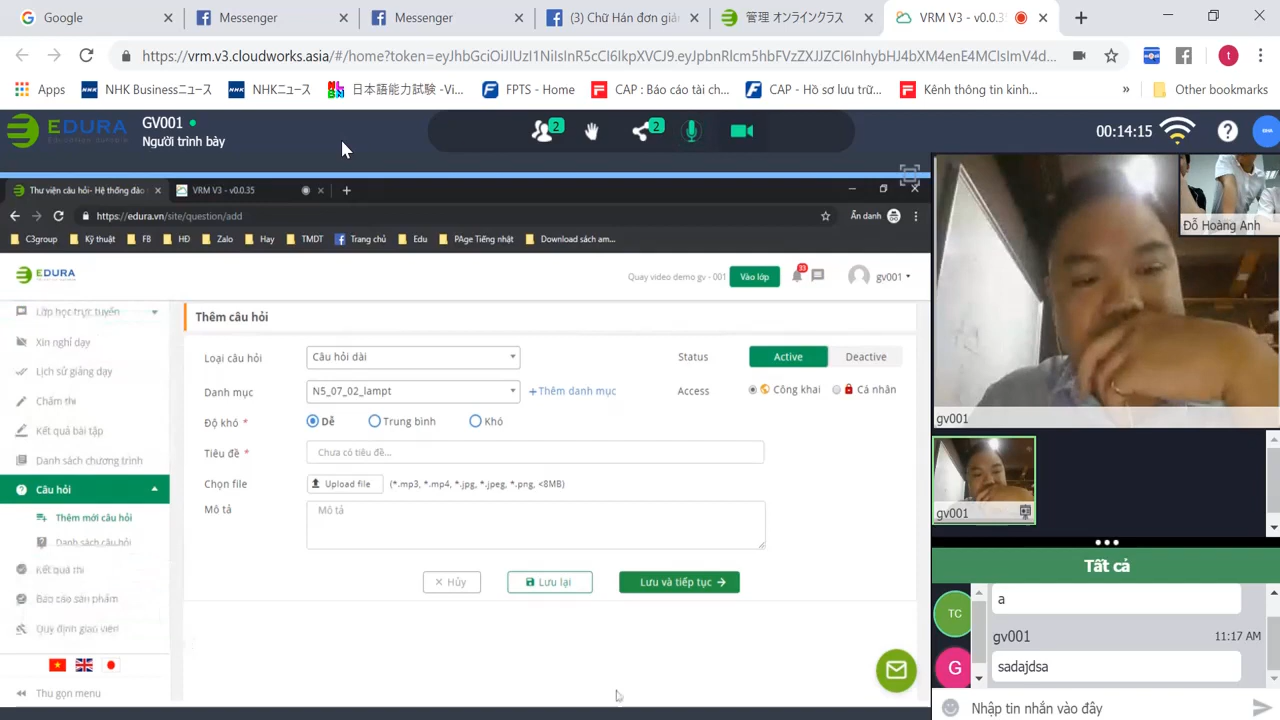 Google
Messenger
Messenger
(3) Chữ Hán đơn giả
管理 オンラインクラス
VRM V3 - v0.0.35
https://vrm.v3.cloudworks.asia/#/home?token=
Apps
NHK BusinessニュースNHKニュース
日本語能力試験 -Vi...
FPTS - Home
CAP : Báo cáo tài ch...
CAP - Hồ sơ lưu trữ...
Kênh thông tin kinh...
»
Other bookmarks
EDURA
GV001
Người trình bày
2
2
00:14:15
Thư viện câu hỏi- Hệ thống đào
VRM V3 - v0.0.35
https://edura.vn/site/question/add
Ẩn danh
C3group
Kỹ thuật
FB
HĐ
Zalo
Hay
TMDT
Trang chủ
Edu
PAge Tiếng nhật
Download sách am...
EDURA
Quay video demo gv - 001
Vào lớp
33
gv001
Lớp học trực tuyến
Xin nghỉ dạy
Lịch sử giảng dạy
Chấm thi
Kết quả bài tập
Danh sách chương trình
Câu hỏi
Thêm mới câu hỏi
Danh sách câu hỏi
Kết quả thi
Báo cáo sản phẩm
Quy định giáo viên
Thu gọn menu
Thêm câu hỏi
Loại câu hỏi
Câu hỏi dài
Status
Active
Deactive
Danh mục
N5_07_02_lampt
+Thêm danh mục
Access
Công khai
Cá nhân
Độ khó *
Dễ
Trung bình
Khó
Tiêu đề *
Chưa có tiêu đề...
Chọn file
Upload file
(*.mp3, *.mp4, *.jpg, *.jpeg, *.png, <8MB)
Mô tả
Mô tả
× Hủy
Lưu lại
Lưu và tiếp tục →
Đỗ Hoàng Anh
gv001
gv001
Tất cả
TC
a
gv001
11:17 AM
G
sadajdsa
Nhập tin nhắn vào đây